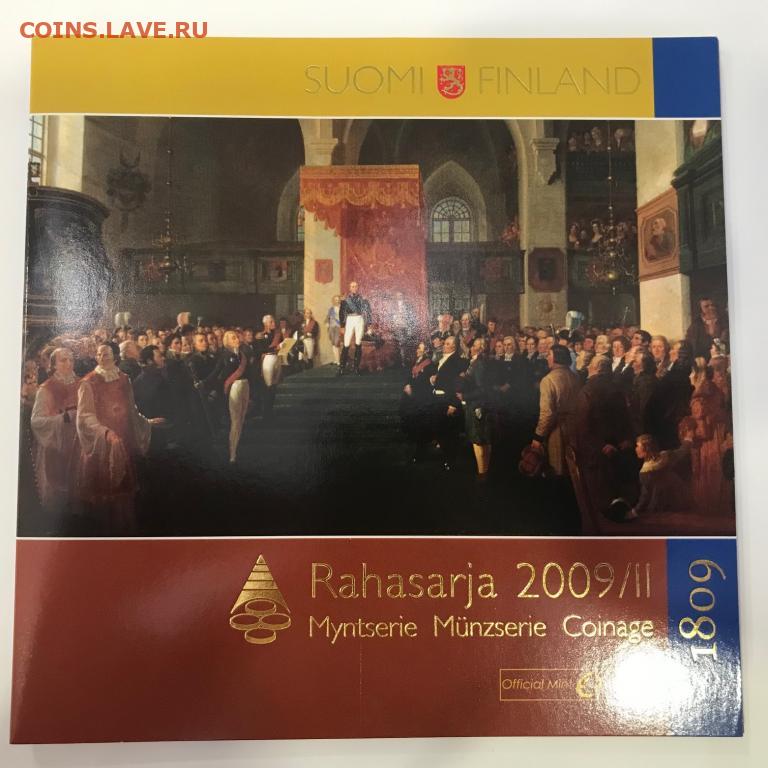 COINS.LAVE.RU
SUOMI FINLAND
Rahasarja 2009/II
Myntserie Münzserie Coinage
Official Mint
1809